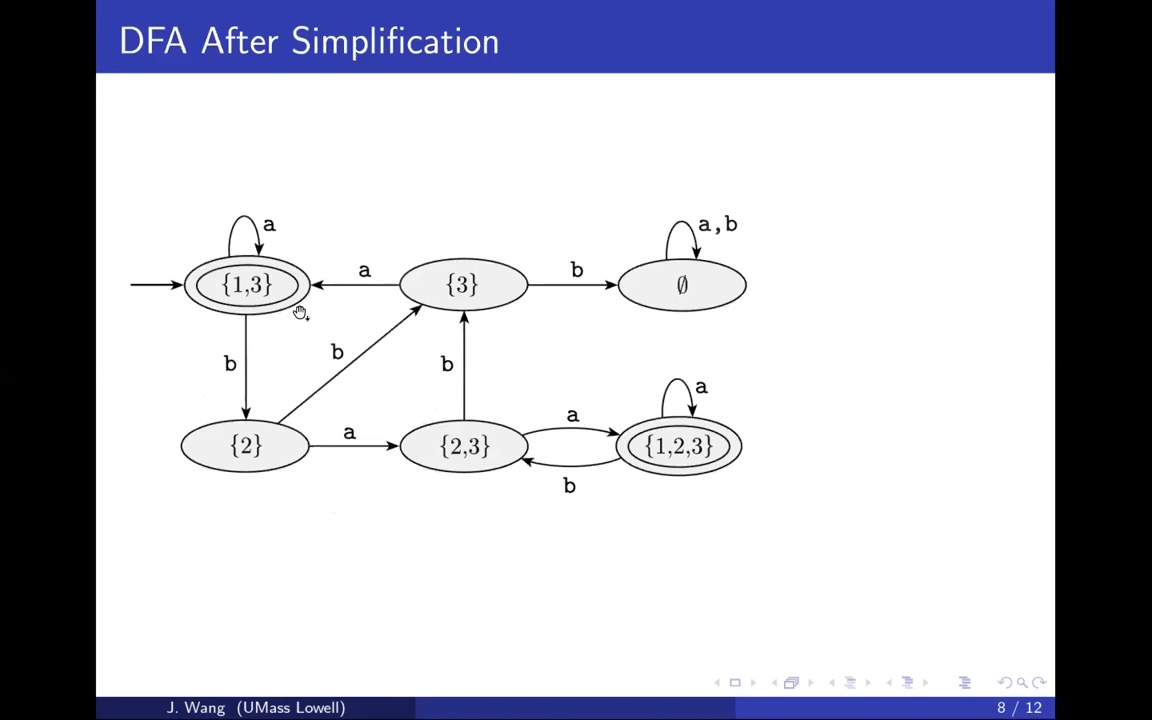 DFA After Simplification
a
a,b
{1,3}
a
{3}
b
∅
b
b
b
a
{2}
a
{2,3}
a
{1,2,3}
b
J. Wang (UMass Lowell)
8 / 12